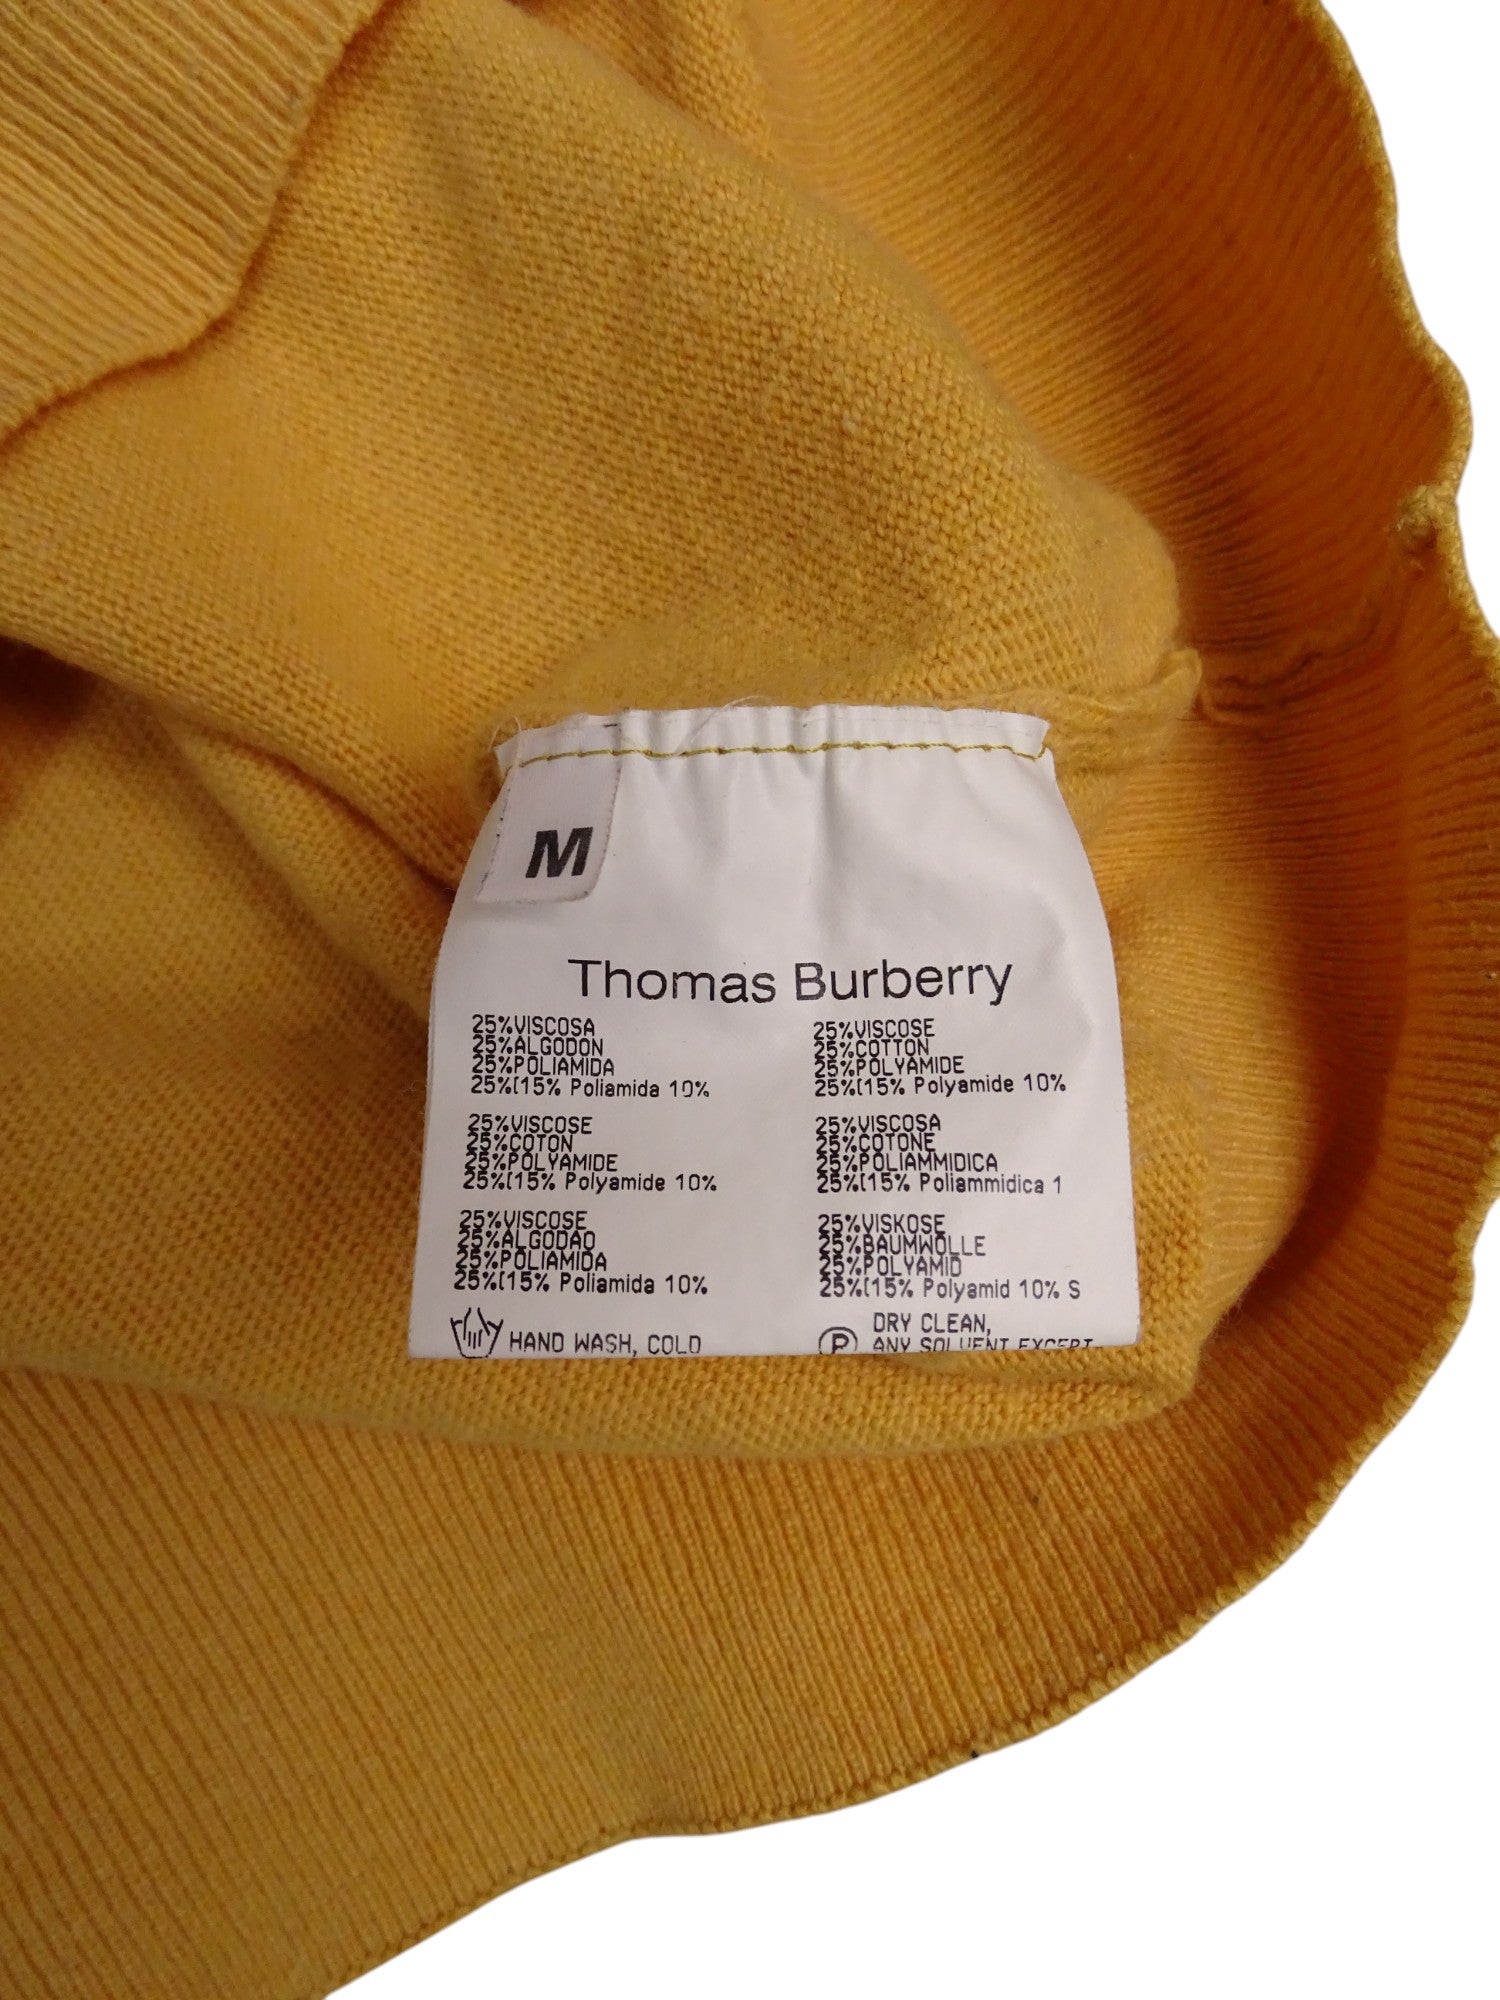 M
Thomas Burberry
25%VISCOSA
25%ALGODON
25%POLIAMIDA
25%[15% Poliamida 10%
25%VISCOSE
25%COTTON
25%POLYAMIDE
25%[15% Polyamide 10%
25%VISCOSE
25%COTON
25%POLYAMIDE
25%[15% Polyamide 10%
25%VISCOSA
25%COTONE
25%POLIAMMIDICA
25%[15% Poliammidica 1
25%VISCOSE
25%ALGODAO
25%POLIAMIDA
25%[15% Poliamida 10%
25%VISKOSE
25%BAUMWOLLE
25%POLYAMID
25%[15% Polyamid 10% S
HAND WASH, COLD
P
DRY CLEAN,
ANY SOLVENT EXCEPT